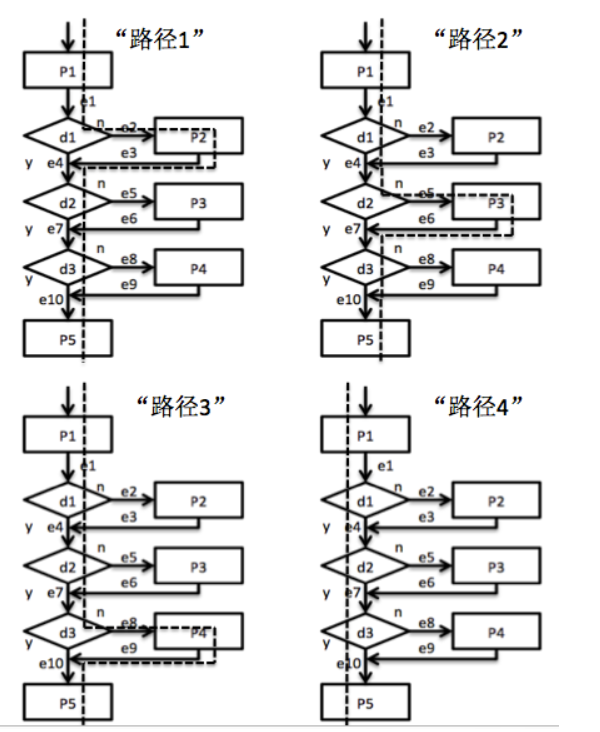 “路径1”
P1
e1
d1
n
e2
P2
e3
y
e4
d2
n
e5
P3
e6
y
e7
d3
n
e8
P4
e9
y
e10
P5
“路径2”
P1
e1
d1
n
e2
P2
e3
y
e4
d2
n
e5
P3
e6
y
e7
d3
n
e8
P4
e9
y
e10
P5
“路径3”
P1
e1
d1
n
e2
P2
e3
y
e4
d2
n
e5
P3
e6
y
e7
d3
n
e8
P4
e9
y
e10
P5
“路径4”
P1
e1
d1
n
e2
P2
e3
y
e4
d2
n
e5
P3
e6
y
e7
d3
n
e8
P4
e9
y
e10
P5